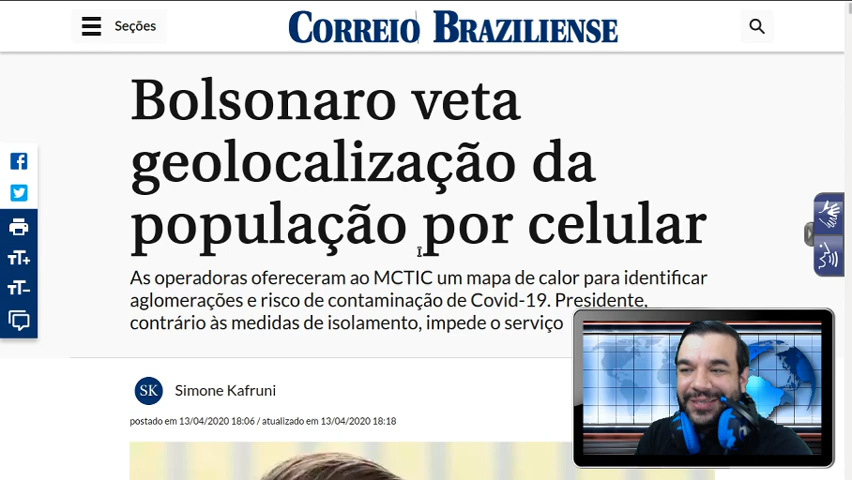 Seções
CORREIO BRAZILIENSE
Bolsonaro veta
geolocalização da
população por celular
As operadoras ofereceram ao MCTIC um mapa de calor para identificar
aglomerações e risco de contaminação de Covid-19. Presidente,
contrário às medidas de isolamento, impede o serviço
SK Simone Kafruni
postado em 13/04/2020 18:06 / atualizado em 13/04/2020 18:18